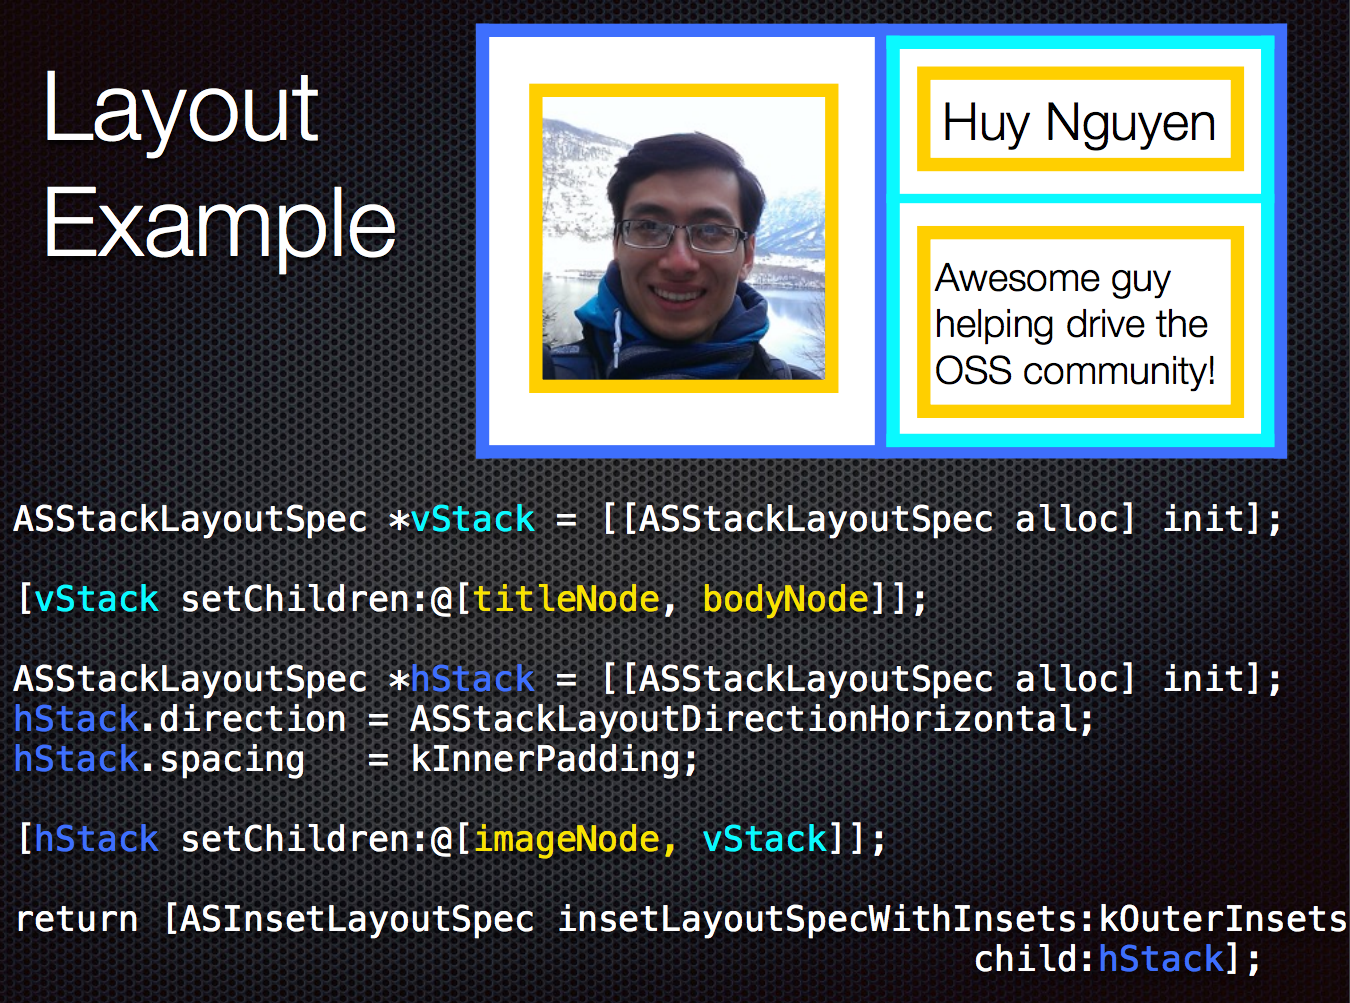 Layout
Example
Huy Nguyen
Awesome guy
helping drive the
OSS community!
ASStackLayoutSpec *vStack = [[ASStackLayoutSpec alloc] init];
[vStack setChildren:@[titleNode, bodyNode]];
ASStackLayoutSpec *hStack = [[ASStackLayoutSpec alloc] init];
hStack.direction = ASStackLayoutDirectionHorizontal;
hStack.spacing   = kInnerPadding;
[hStack setChildren:@[imageNode, vStack]];
return [ASInsetLayoutSpec insetLayoutSpecWithInsets:kOuterInsets
child:hStack];